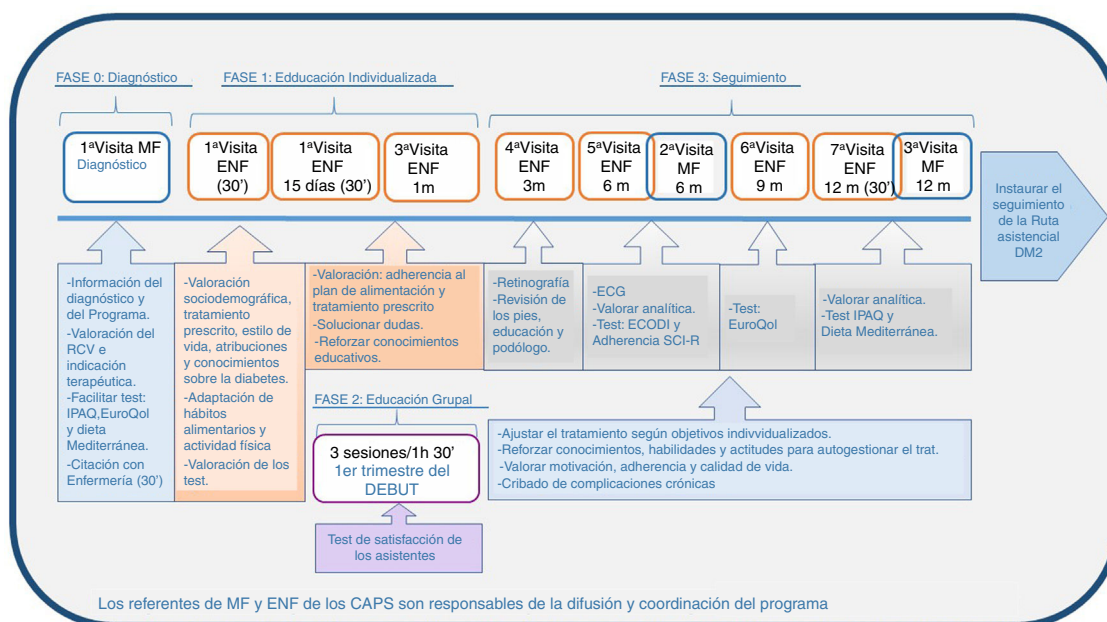 FASE 0: Diagnóstico
FASE 1: Edducación Individualizada
FASE 3: Seguimiento
1ªVisita MF
Diagnóstico
1ªVisita
ENF
(30’)
1ªVisita
ENF
15 días (30’)
3ªVisita
ENF
1m
4ªVisita
ENF
3m
5ªVisita
ENF
6 m
2ªVisita
MF
6 m
6ªVisita
ENF
9 m
7ªVisita
ENF
12 m (30’)
3ªVisita
MF
12 m
Instaurar el
seguimiento
de la Ruta
asistencial
DM2
-Información del
diagnóstico y
del Programa.
-Valoración del
RCV e
indicación
terapéutica.
-Facilitar test:
IPAQ,EuroQol
y dieta
Mediterránea.
-Citación con
Enfermería (30’)
-Valoración
sociodemográfica,
tratamiento
prescrito, estilo de
vida, atribuciones
y conocimientos
sobre la diabetes.
-Adaptación de
hábitos
alimentarios y
actividad física
-Valoración de los
test.
-Valoración: adherencia al
plan de alimentación y
tratamiento prescrito
-Solucionar dudas.
-Reforzar conocimientos
educativos.
-Retinografía
-Revisión de
los pies,
educación y
podólogo.
-ECG
-Valorar analítica.
-Test: ECODI y
Adherencia SCI-R
-Test:
EuroQol
-Valorar analítica.
-Test IPAQ y
Dieta Mediterránea.
FASE 2: Educación Grupal
3 sesiones/1h 30’
1er trimestre del
DEBUT
Test de satisfacción de
los asistentes
-Ajustar el tratamiento según objetivos indivvidualizados.
-Reforzar conocimientos, habilidades y actitudes para autogestionar el trat.
-Valorar motivación, adherencia y calidad de vida.
-Cribado de complicaciones crónicas
Los referentes de MF y ENF de los CAPS son responsables de la difusión y coordinación del programa